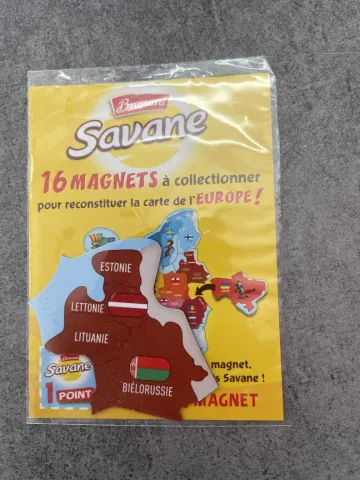 Brossard
Savane
16 MAGNETS à collectionner
pour reconstituer la carte de l'EUROPE!
ESTONIE
LETTONIE
LITUANIE
BIÉLORUSSIE
magnet.
s Savane !
Brossard
Savane
1 POINT
MAGNET